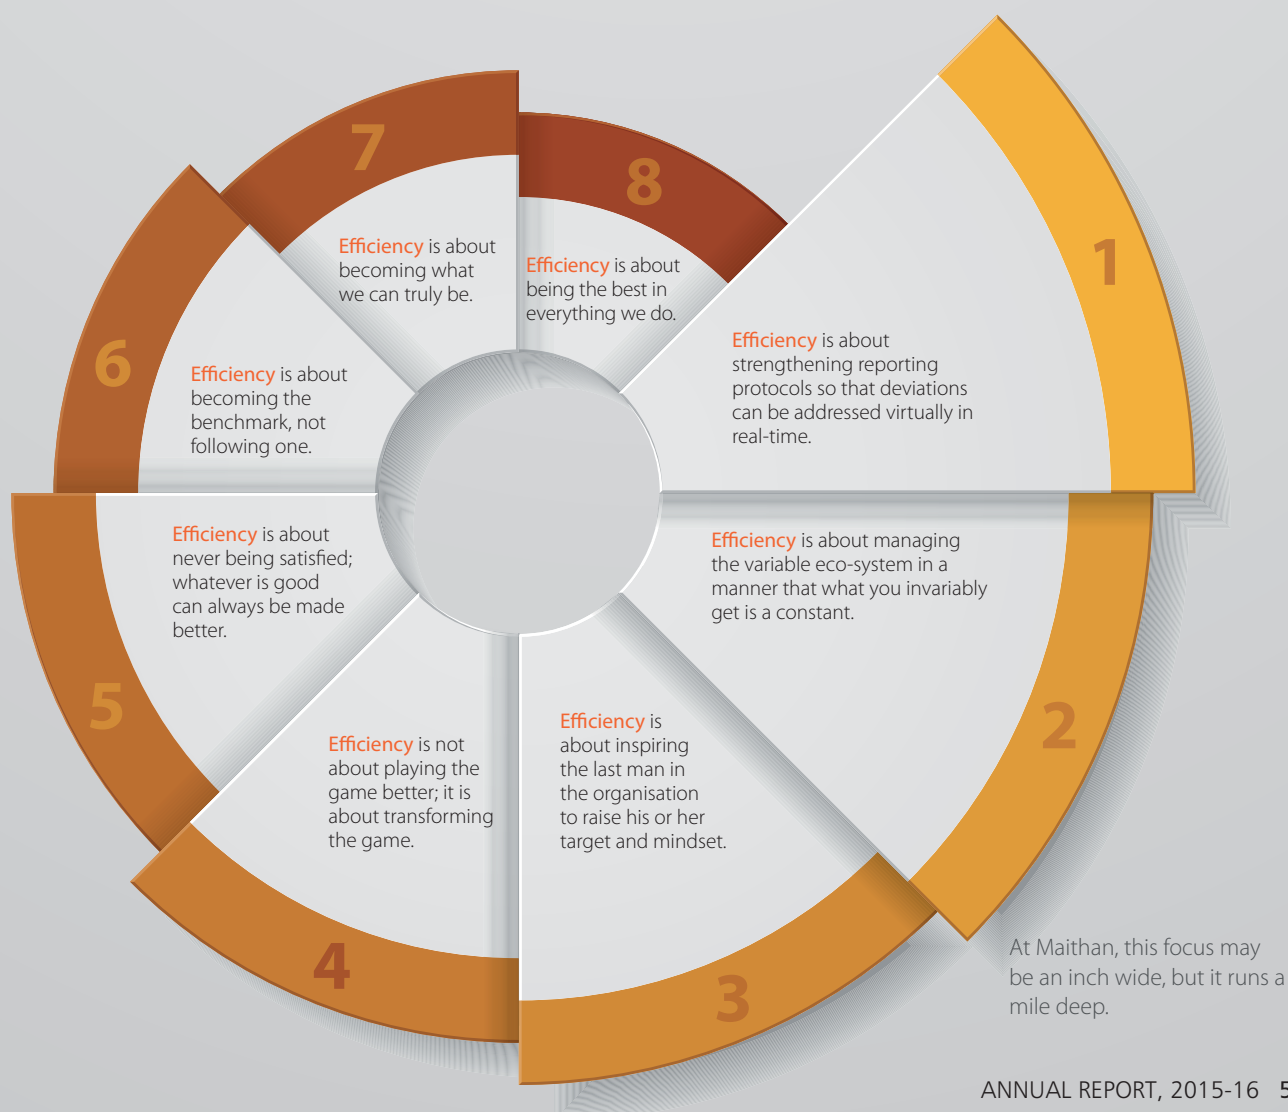 1
Efficiency is about
strengthening reporting
protocols so that deviations
can be addressed virtually in
real-time.
2
Efficiency is about managing
the variable eco-system in a
manner that what you invariably
get is a constant.
3
Efficiency is
about inspiring
the last man in
the organisation
to raise his or her
target and mindset.
4
Efficiency is not
about playing the
game better; it is
about transforming
the game.
5
Efficiency is about
never being satisfied;
whatever is good
can always be made
better.
6
Efficiency is about
becoming the
benchmark, not
following one.
7
Efficiency is about
becoming what
we can truly be.
8
Efficiency is about
being the best in
everything we do.
At Maithan, this focus may
be an inch wide, but it runs a
mile deep.
ANNUAL REPORT, 2015-16 5